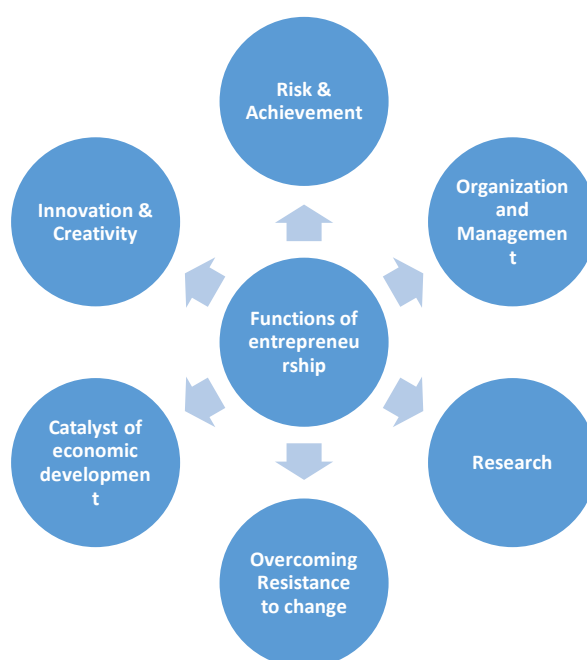 Risk &
Achievement
Organization
and
Managemen
t
Innovation &
Creativity
Functions of
entrepreneu
rship
Catalyst of
economic
developmen
t
Research
Overcoming
Resistance
to change